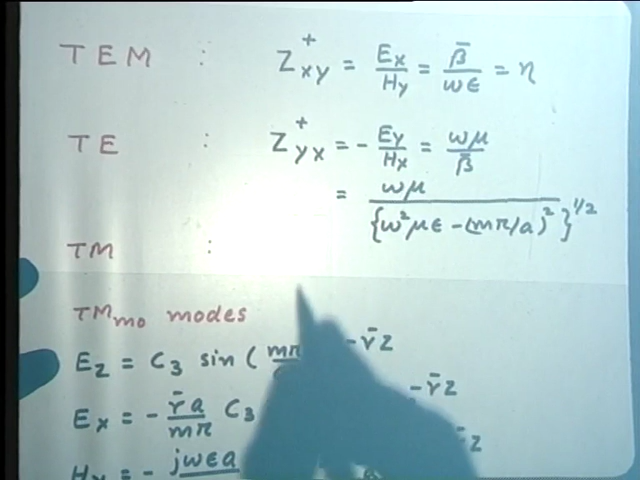 TEM : Z⁺xy = Ex/Hy = β̄/ωϵ = η
TE : Z⁺yx = - Ey/Hx = ωμ/β̄
= ωμ/{ω²μϵ - (mπ/a)²}^1/2
TM :
TMmo modes
Ez = C3 sin ( mπ - γ̄z
Ex = - γ̄a/mπ C3 - γ̄z
Hy = - jωϵa z